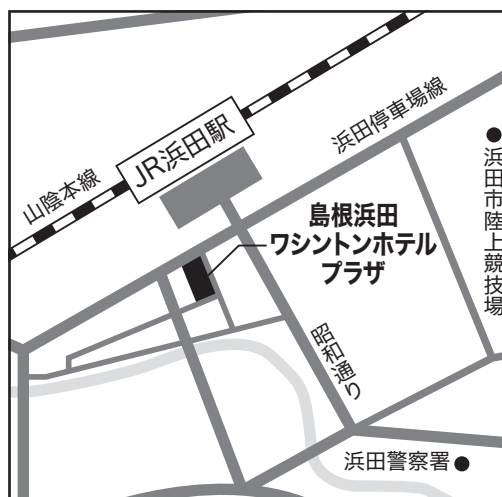 JR浜田駅
山陰本線
浜田停車場線
浜田市陸上競技場
島根浜田
ワシントンホテル
プラザ
昭和通り
浜田警察署